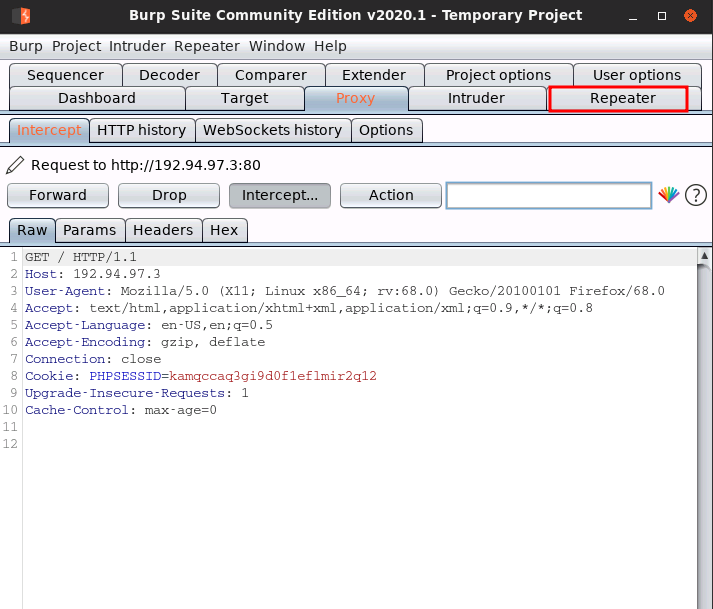 Burp Suite Community Edition v2020.1 - Temporary Project
Burp Project Intruder Repeater Window Help
Sequencer Decoder Comparer Extender Project options User options
Dashboard Target Proxy Intruder Repeater
Intercept HTTP history WebSockets history Options
Request to http://192.94.97.3:80
Forward Drop Intercept... Action ?
Raw Params Headers Hex
1 GET / HTTP/1.1
2 Host: 192.94.97.3
3 User-Agent: Mozilla/5.0 (X11; Linux x86_64; rv:68.0) Gecko/20100101 Firefox/68.0
4 Accept: text/html,application/xhtml+xml,application/xml;q=0.9,*/*;q=0.8
5 Accept-Language: en-US,en;q=0.5
6 Accept-Encoding: gzip, deflate
7 Connection: close
8 Cookie: PHPSESSID=kamqccaq3gi9d0f1eflmir2q12
9 Upgrade-Insecure-Requests: 1
10 Cache-Control: max-age=0
11
12